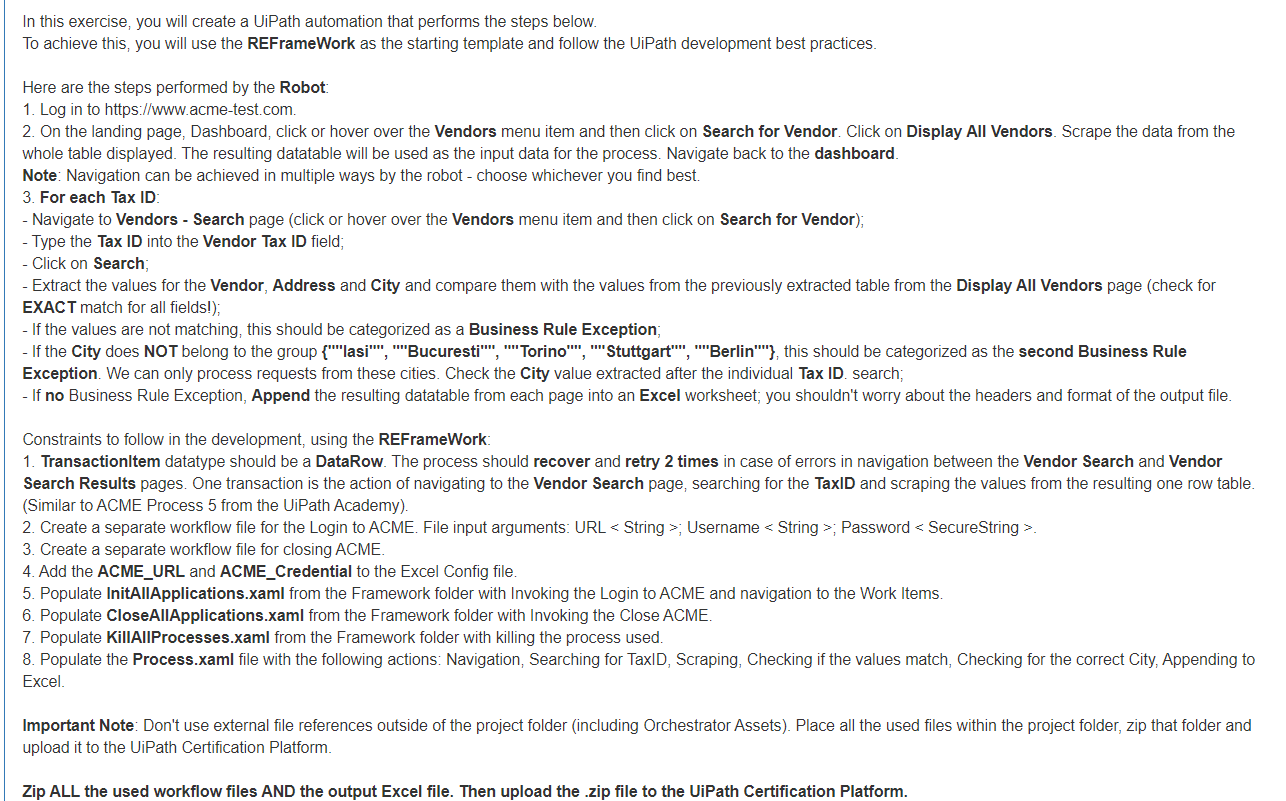 In this exercise, you will create a UiPath automation that performs the steps below.
To achieve this, you will use the REFrameWork as the starting template and follow the UiPath development best practices.
Here are the steps performed by the Robot:
1. Log in to https://www.acme-test.com.
2. On the landing page, Dashboard, click or hover over the Vendors menu item and then click on Search for Vendor. Click on Display All Vendors. Scrape the data from the
whole table displayed. The resulting datatable will be used as the input data for the process. Navigate back to the dashboard.
Note: Navigation can be achieved in multiple ways by the robot - choose whichever you find best.
3. For each Tax ID:
- Navigate to Vendors - Search page (click or hover over the Vendors menu item and then click on Search for Vendor);
- Type the Tax ID into the Vendor Tax ID field;
- Click on Search;
- Extract the values for the Vendor, Address and City and compare them with the values from the previously extracted table from the Display All Vendors page (check for
EXACT match for all fields!);
- If the values are not matching, this should be categorized as a Business Rule Exception;
- If the City does NOT belong to the group {""Iasi"", ""Bucuresti"", ""Torino"", ""Stuttgart"", ""Berlin""}, this should be categorized as the second Business Rule
Exception. We can only process requests from these cities. Check the City value extracted after the individual Tax ID. search;
- If no Business Rule Exception, Append the resulting datatable from each page into an Excel worksheet; you shouldn't worry about the headers and format of the output file.
Constraints to follow in the development, using the REFrameWork:
1. TransactionItem datatype should be a DataRow. The process should recover and retry 2 times in case of errors in navigation between the Vendor Search and Vendor
Search Results pages. One transaction is the action of navigating to the Vendor Search page, searching for the TaxID and scraping the values from the resulting one row table.
(Similar to ACME Process 5 from the UiPath Academy).
2. Create a separate workflow file for the Login to ACME. File input arguments: URL < String >; Username < String >; Password < SecureString >.
3. Create a separate workflow file for closing ACME.
4. Add the ACME_URL and ACME_Credential to the Excel Config file.
5. Populate InitAllApplications.xaml from the Framework folder with Invoking the Login to ACME and navigation to the Work Items.
6. Populate CloseAllApplications.xaml from the Framework folder with Invoking the Close ACME.
7. Populate KillAllProcesses.xaml from the Framework folder with killing the process used.
8. Populate the Process.xaml file with the following actions: Navigation, Searching for TaxID, Scraping, Checking if the values match, Checking for the correct City, Appending to
Excel.
Important Note: Don't use external file references outside of the project folder (including Orchestrator Assets). Place all the used files within the project folder, zip that folder and
upload it to the UiPath Certification Platform.
Zip ALL the used workflow files AND the output Excel file. Then upload the .zip file to the UiPath Certification Platform.